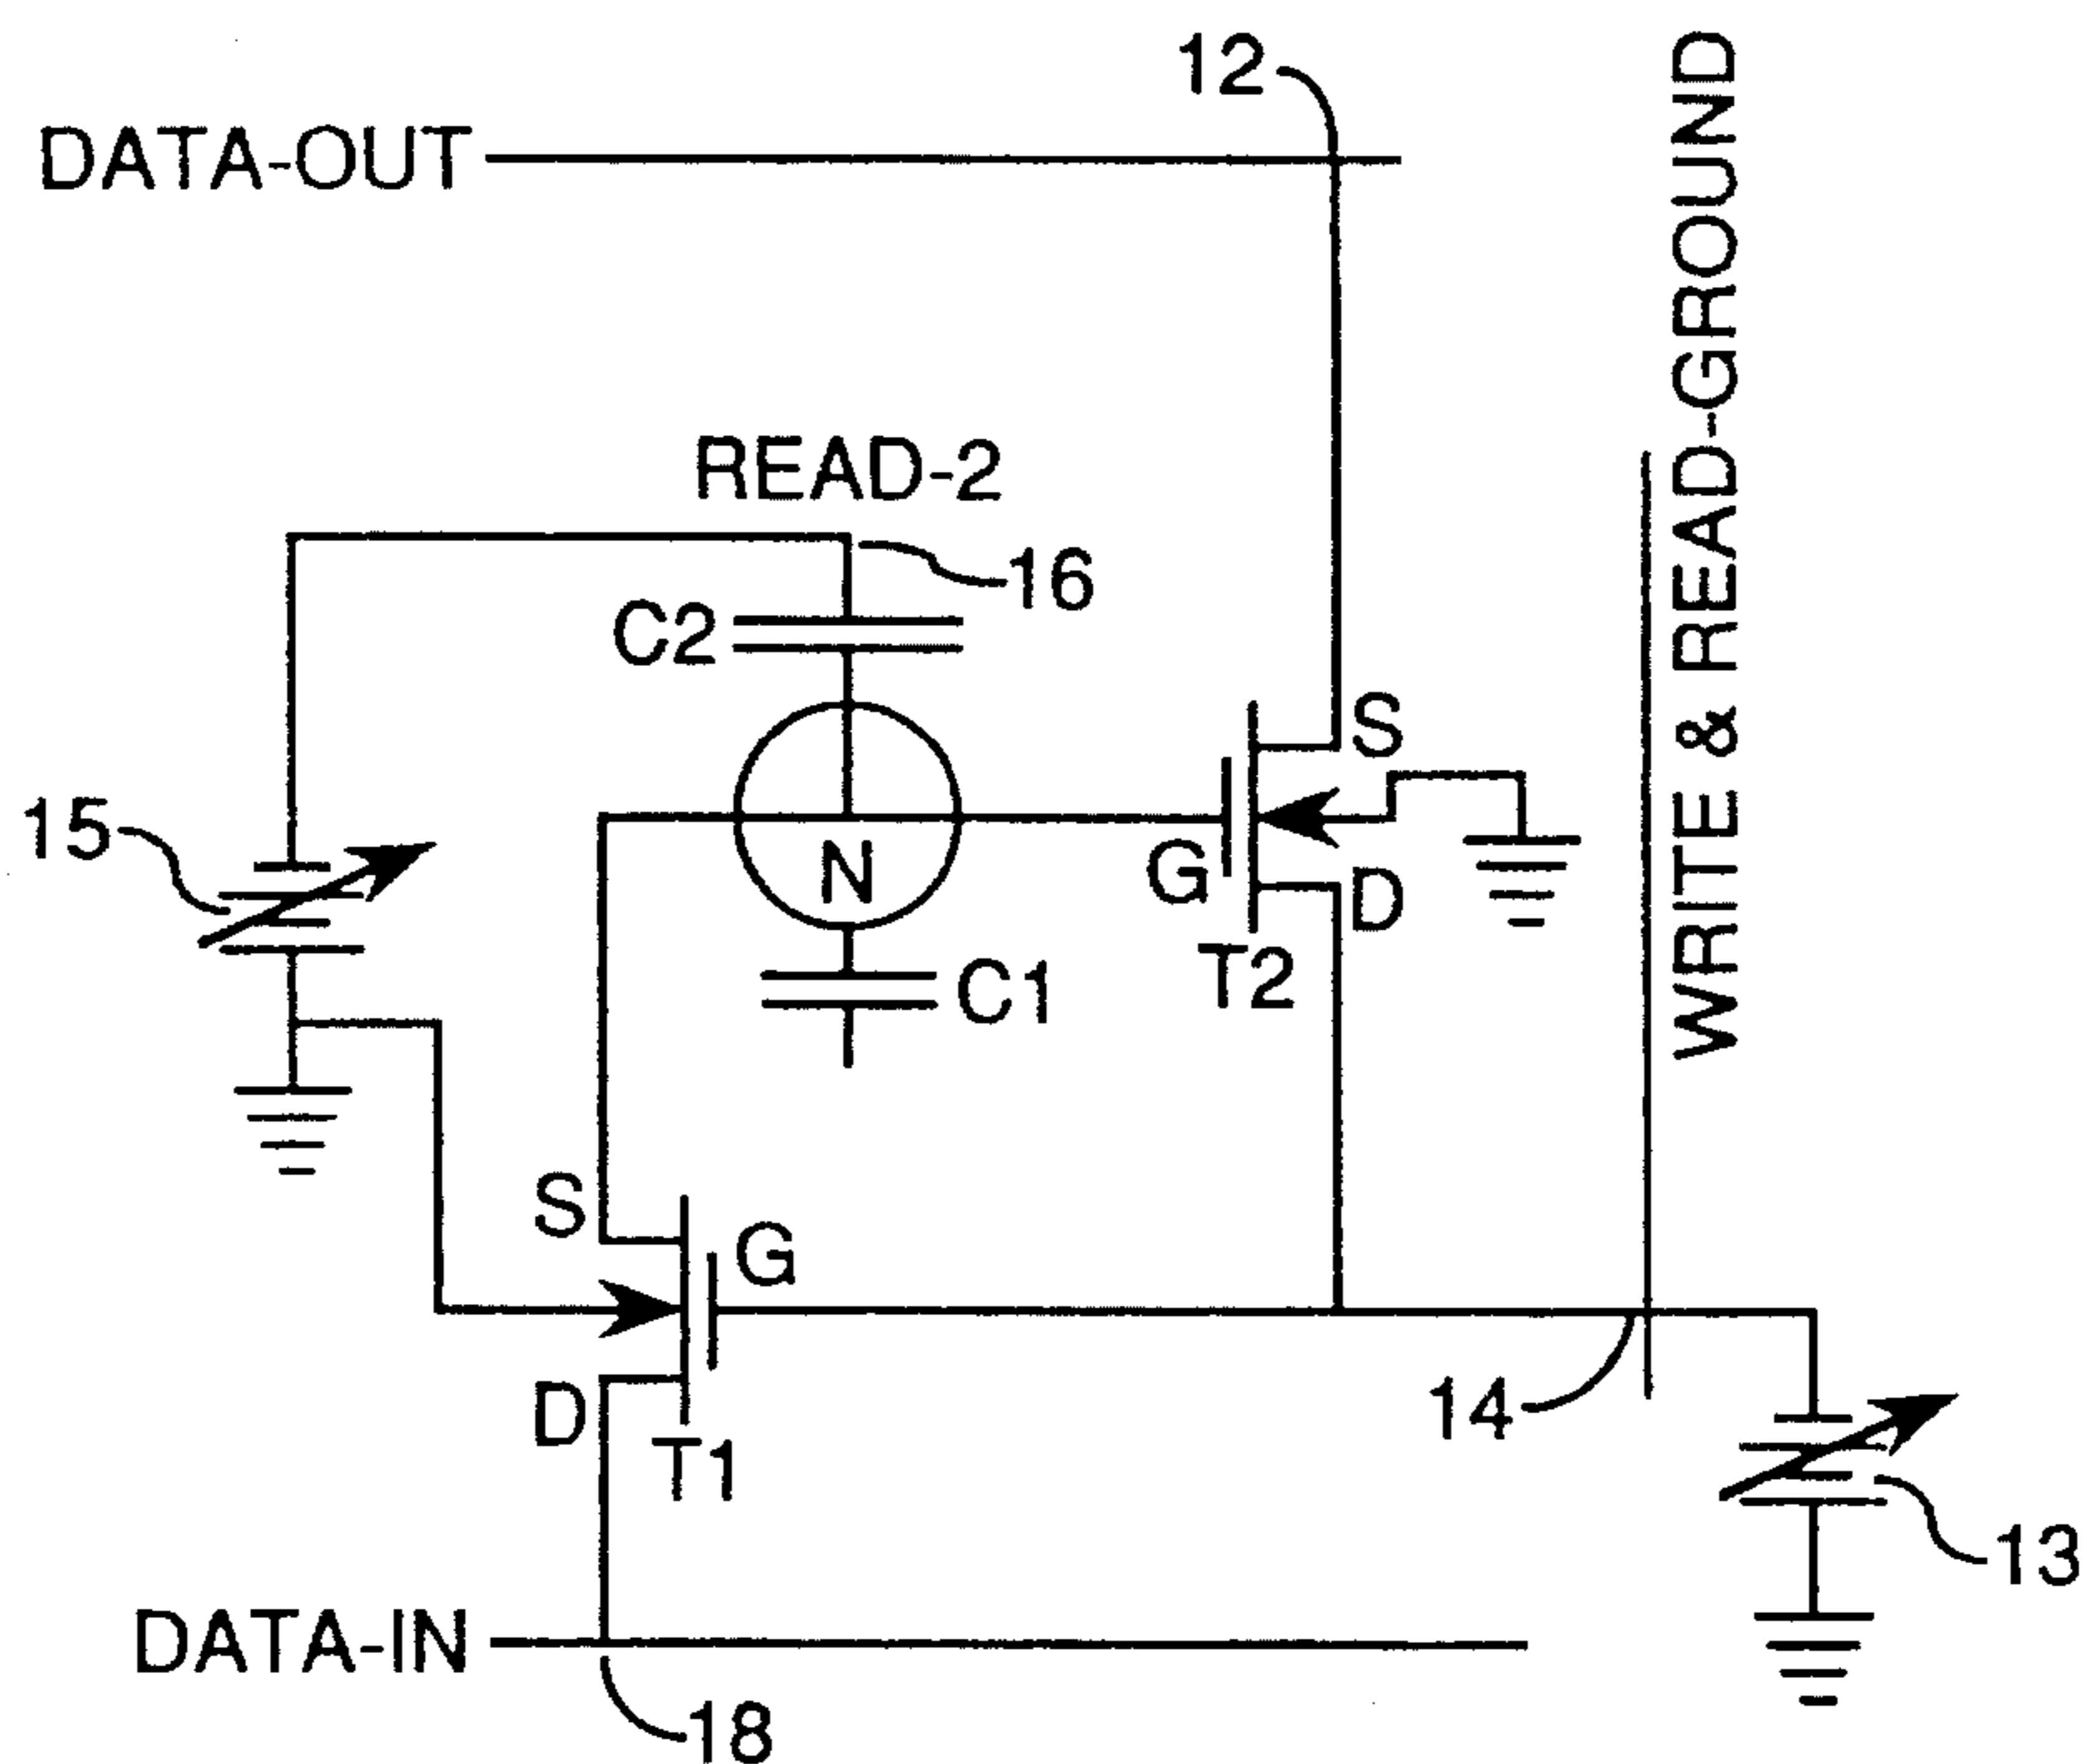 12
DATA-OUT
WRITE & READ-GROUND
READ-2
16
C2
S
15
N
G
D
T2
C1
S
G
D
14
T1
13
DATA-IN
18